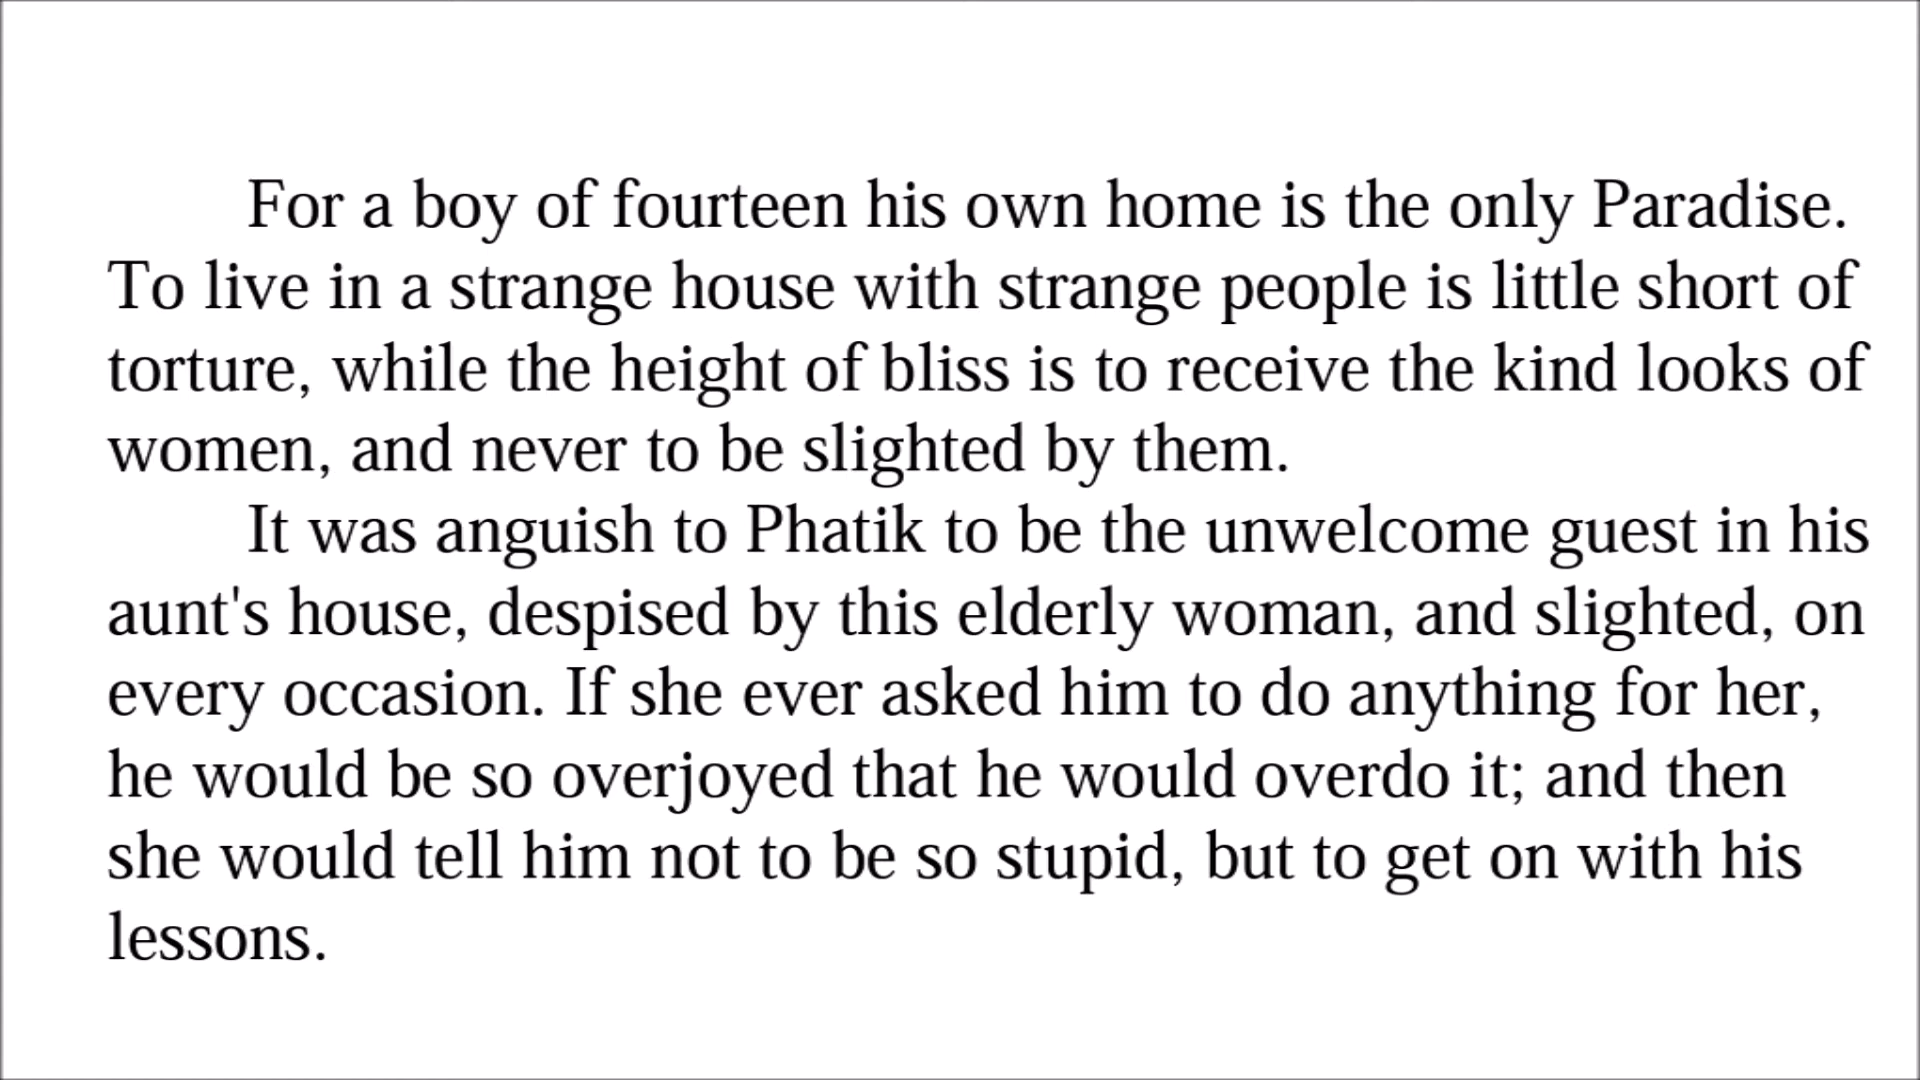 For a boy of fourteen his own home is the only Paradise.
To live in a strange house with strange people is little short of
torture, while the height of bliss is to receive the kind looks of
women, and never to be slighted by them.
It was anguish to Phatik to be the unwelcome guest in his
aunt's house, despised by this elderly woman, and slighted, on
every occasion. If she ever asked him to do anything for her,
he would be so overjoyed that he would overdo it; and then
she would tell him not to be so stupid, but to get on with his
lessons.